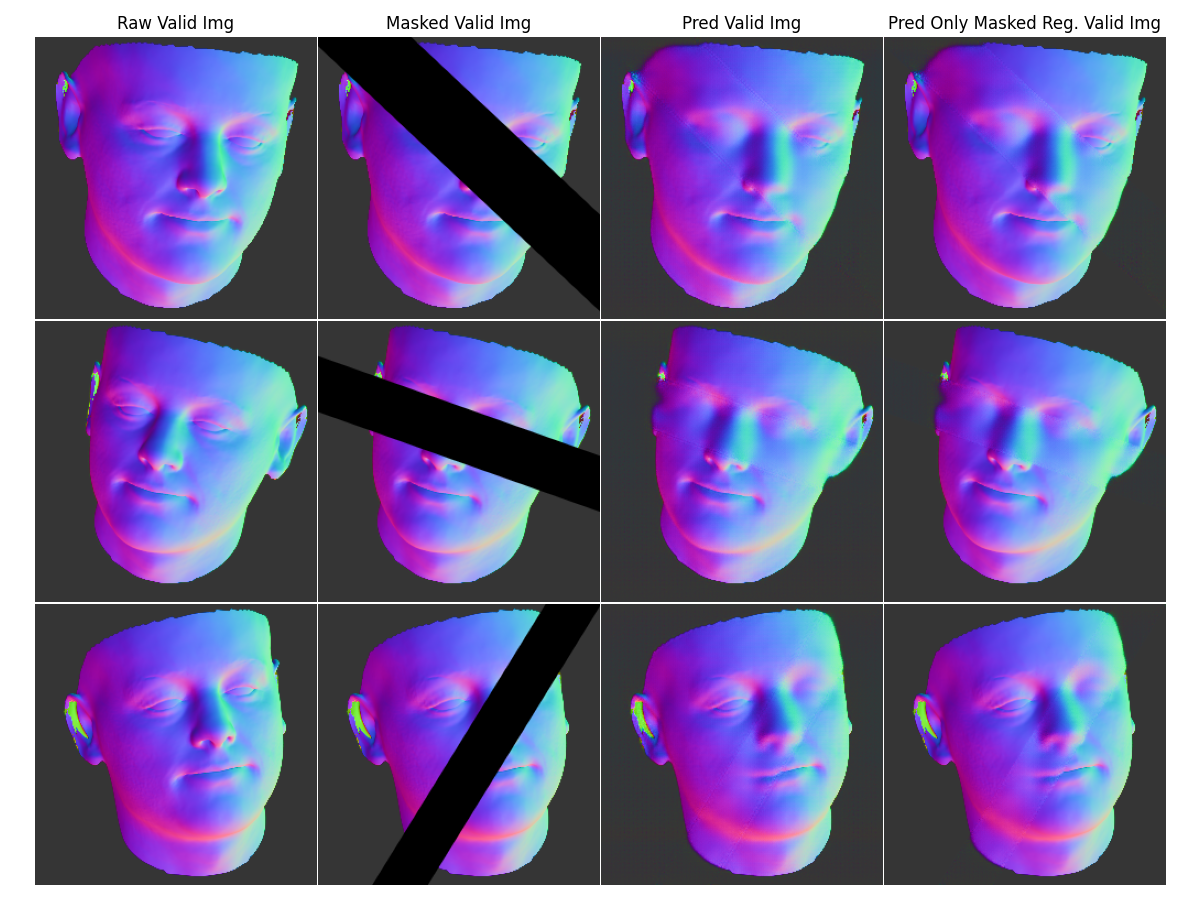 Raw Valid Img
Masked Valid Img
Pred Valid Img
Pred Only Masked Reg. Valid Img